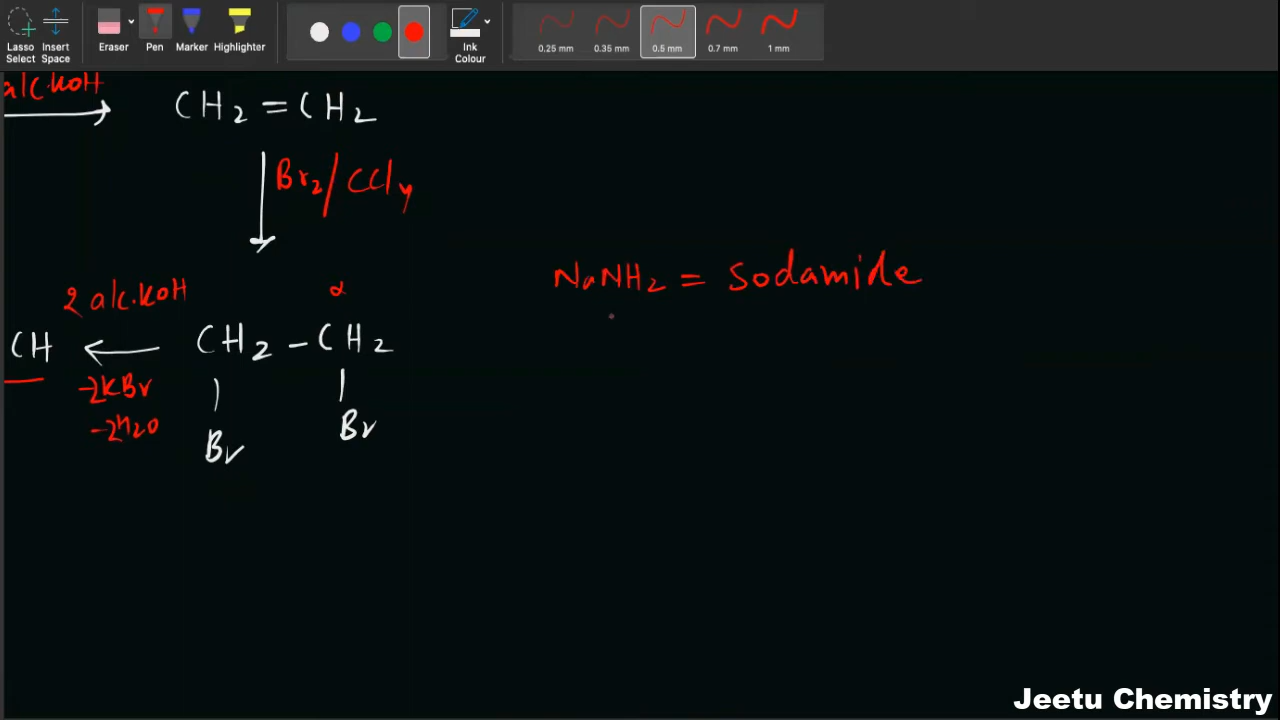 Lasso Select
Insert Space
Eraser
Pen
Marker
Highlighter
Ink Colour
0.25 mm
0.35 mm
0.5 mm
0.7 mm
1 mm
alc.KOH
CH2=CH2
Br2/CCl4
NaNH2 = Sodamide
2 alc.KOH
α
CH ← CH2-CH2
-2KBr
-2H2O
Br
Br
Jeetu Chemistry